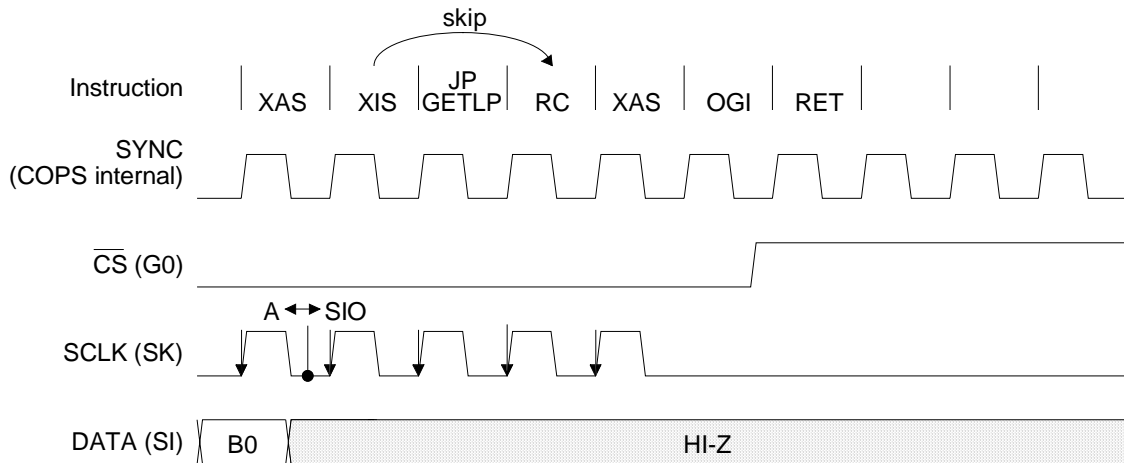 skip
Instruction
XAS XIS JP GETLP RC XAS OGI RET
SYNC
(COPS internal)
CS (G0)
A SIO
SCLK (SK)
DATA (SI) B0 HI-Z